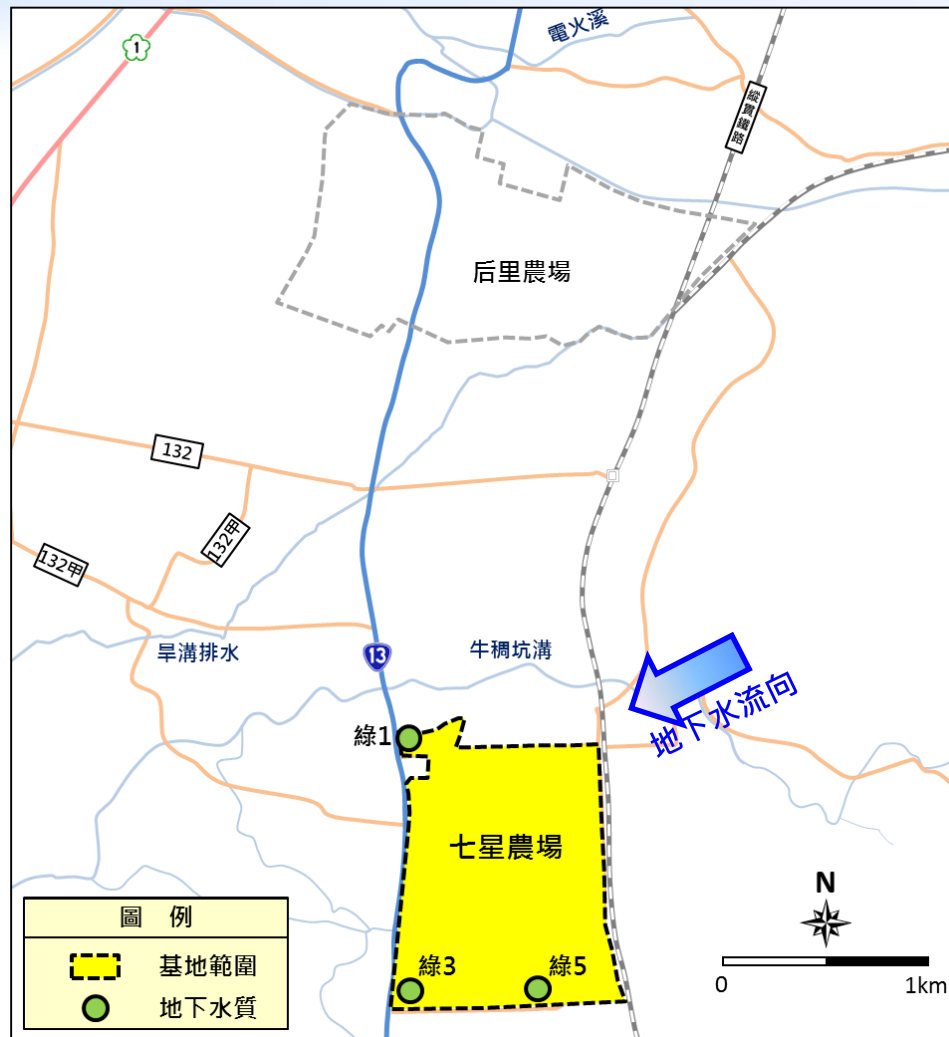 電火溪
1
縱貫鐵路
后里農場
132
132甲
132甲
旱溝排水
牛稠坑溝
13
地下水流向
綠1
七星農場
N
綠3
綠5
0
1km
圖 例
基地範圍
地下水質